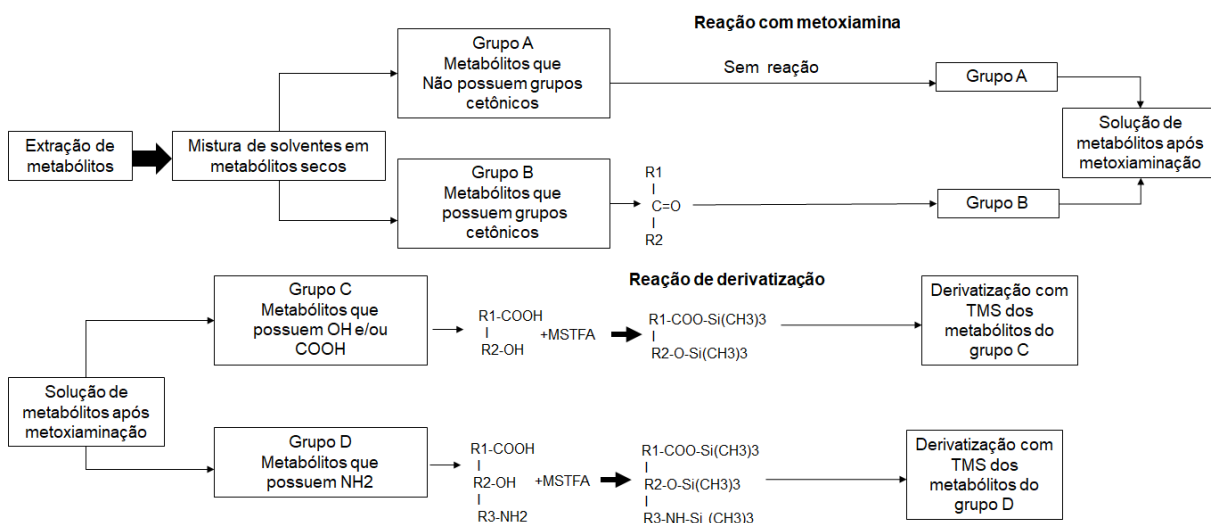 Reação com metoxiamina
Grupo A
Metabólitos que
Não possuem grupos
cetônicos
Sem reação
Grupo A
Extração de
metabólitos
Mistura de solventes em
metabólitos secos
Solução de
metabólitos após
metoxiaminação
Grupo B
Metabólitos que
possuem grupos
cetônicos
R1
C=O
R2
Grupo B
Reação de derivatização
Grupo C
Metabólitos que
possuem OH e/ou
COOH
R1-COOH
R2-OH
+MSTFA
R1-COO-Si(CH3)3
R2-O-Si(CH3)3
Derivatização com
TMS dos
metabólitos do
grupo C
Solução de
metabólitos após
metoxiaminação
Grupo D
Metabólitos que
possuem NH2
R1-COOH
R2-OH
R3-NH2
+MSTFA
R1-COO-Si(CH3)3
R2-O-Si(CH3)3
R3-NH-Si (CH3)3
Derivatização com
TMS dos
metabólitos do
grupo D